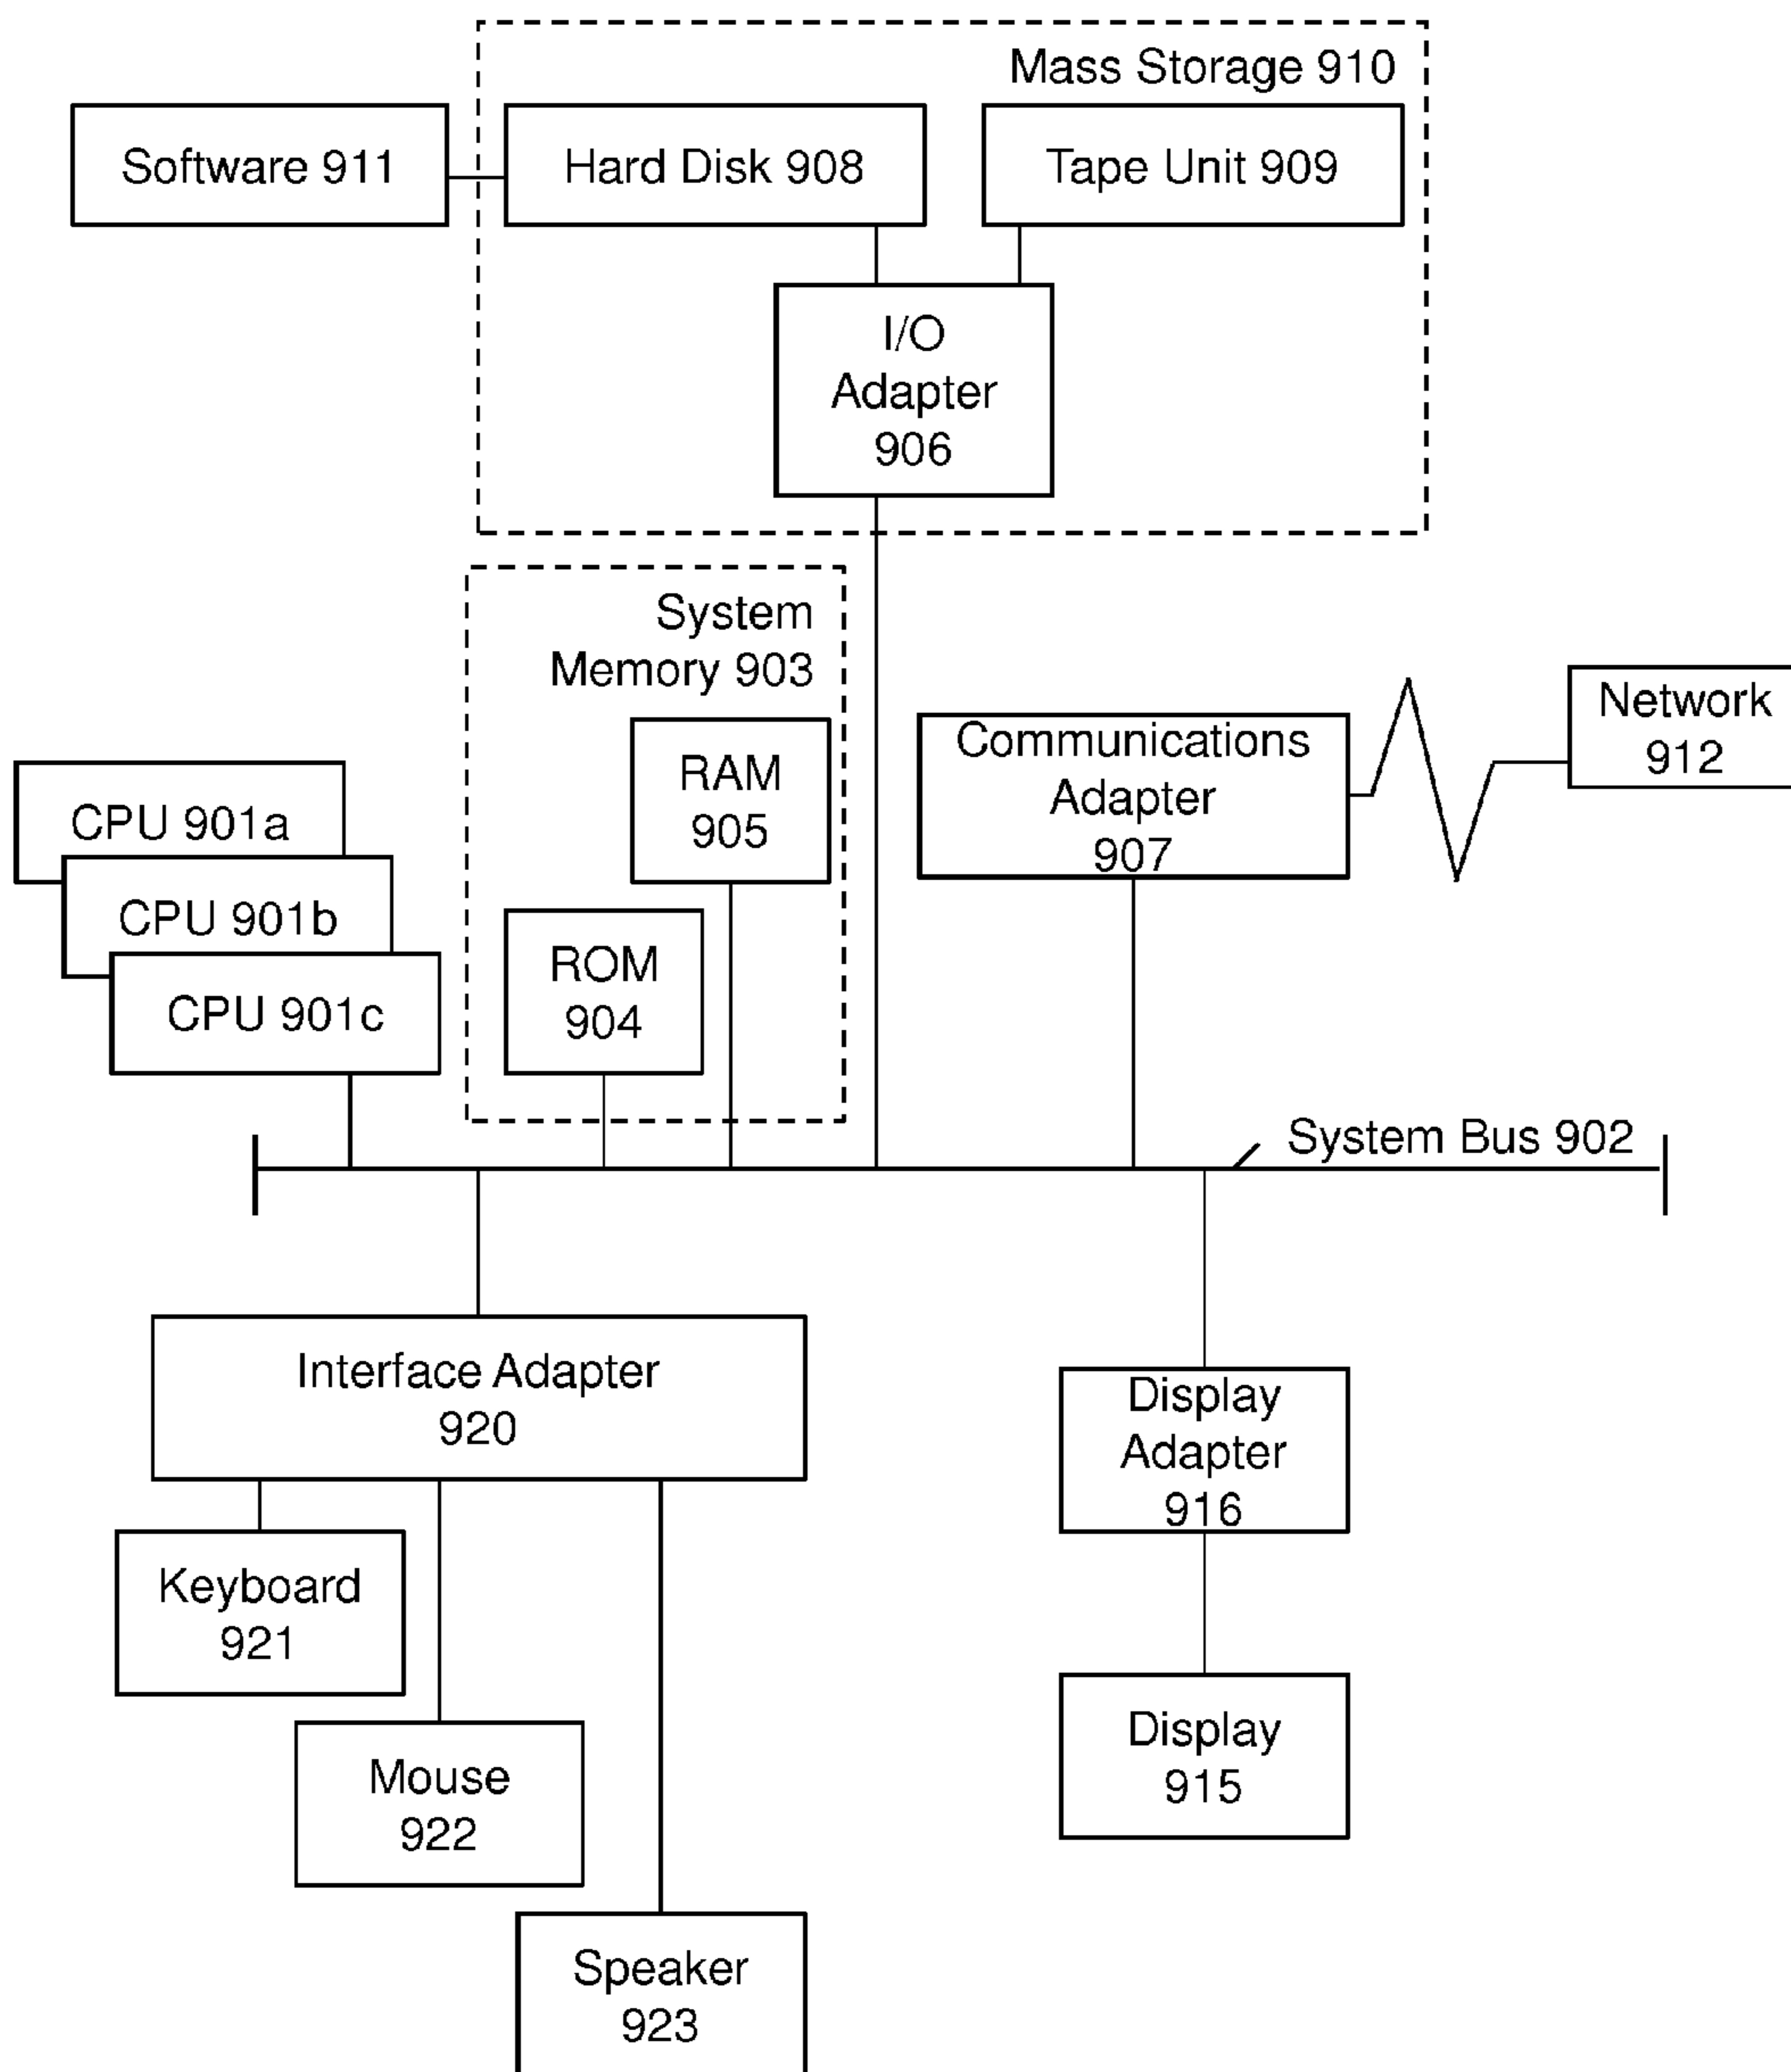 Mass Storage 910
Software 911
Hard Disk 908
Tape Unit 909
I/O
Adapter
906
System
Memory 903
RAM
905
ROM
904
Communications
Adapter
907
Network
912
CPU 901a
CPU 901b
CPU 901c
System Bus 902
Interface Adapter
920
Display
Adapter
916
Keyboard
921
Mouse
922
Display
915
Speaker
923